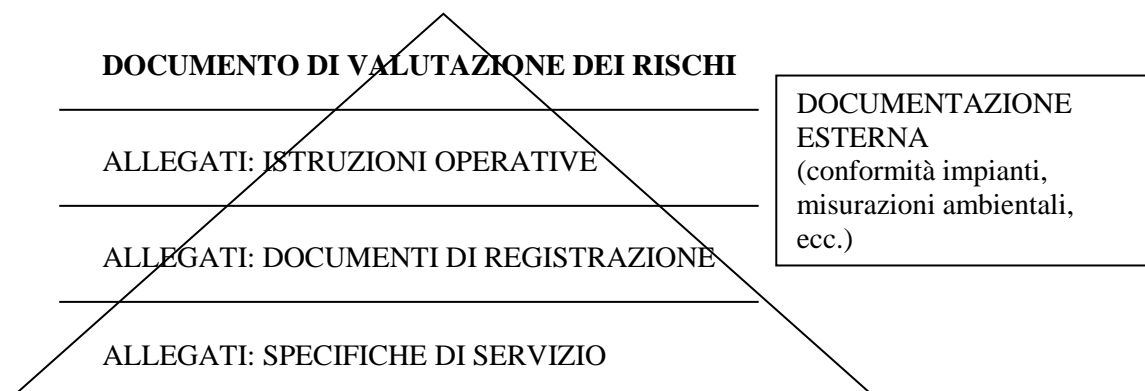 DOCUMENTO DI VALUTAZIONE DEI RISCHI
ALLEGATI: ISTRUZIONI OPERATIVE
ALLEGATI: DOCUMENTI DI REGISTRAZIONE
ALLEGATI: SPECIFICHE DI SERVIZIO
DOCUMENTAZIONE
ESTERNA
(conformità impianti,
misurazioni ambientali,
ecc.)